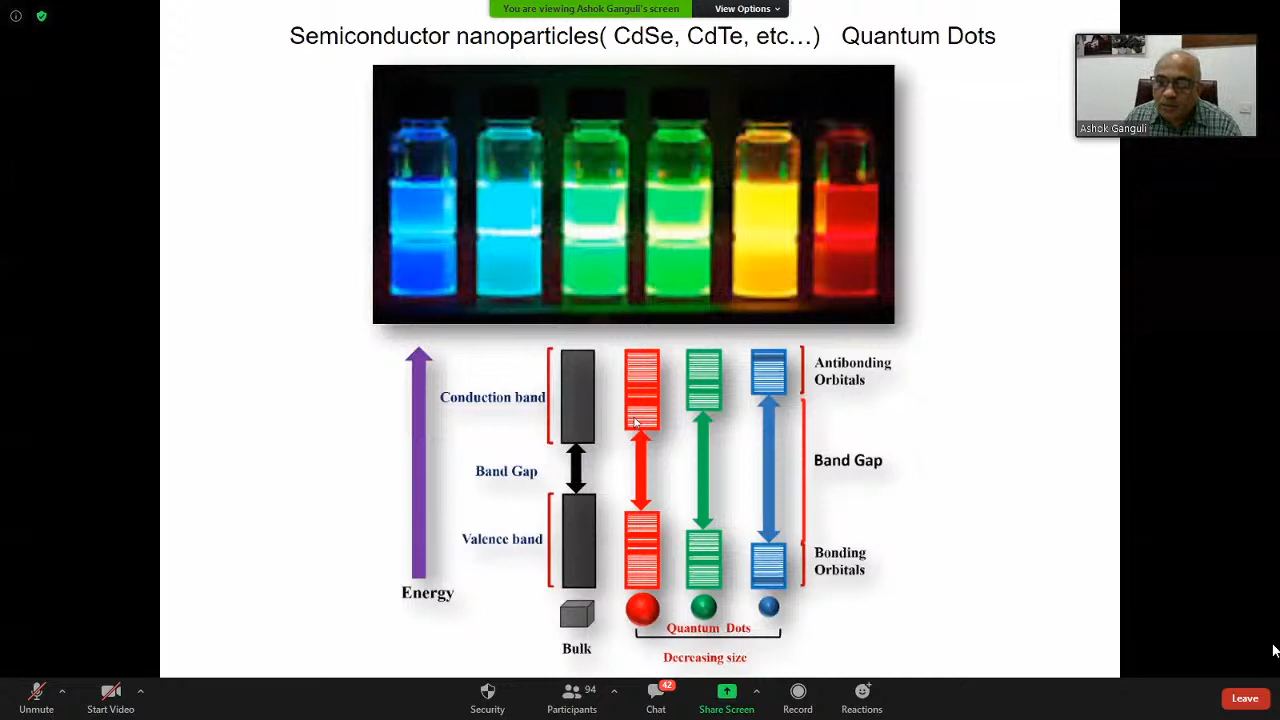 You are viewing Ashok Ganguli's screen
View Options
Semiconductor nanoparticles( CdSe, CdTe, etc…) Quantum Dots
Ashok Ganguli
Conduction band
Band Gap
Valence band
Energy
Bulk
Antibonding
Orbitals
Band Gap
Bonding
Orbitals
Quantum Dots
Decreasing size
Unmute
Start Video
Security
94
Participants
42
Chat
Share Screen
Record
Reactions
Leave